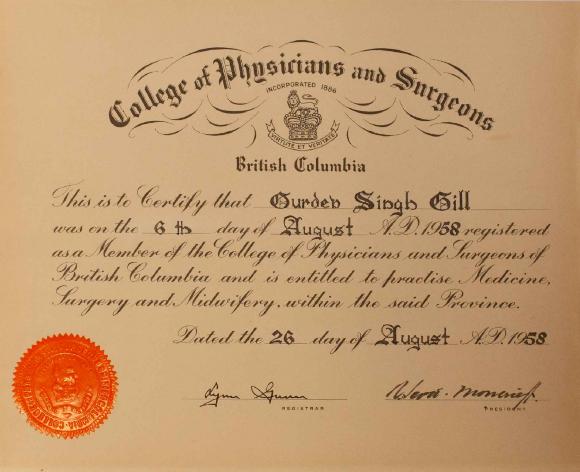 College of Physicians and Surgeons
INCORPORATED 1886
VIRTUTE ET VERITATE
British Columbia
This is to Certify that Gurdev Singh Gill
was on the 6th day of August A.D. 1958 registered
as a Member of the College of Physicians and Surgeons of
British Columbia and is entitled to practise Medicine,
Surgery and Midwifery, within the said Province.
Dated the 26 day of August A.D. 1958
REGISTRAR
PRESIDENT